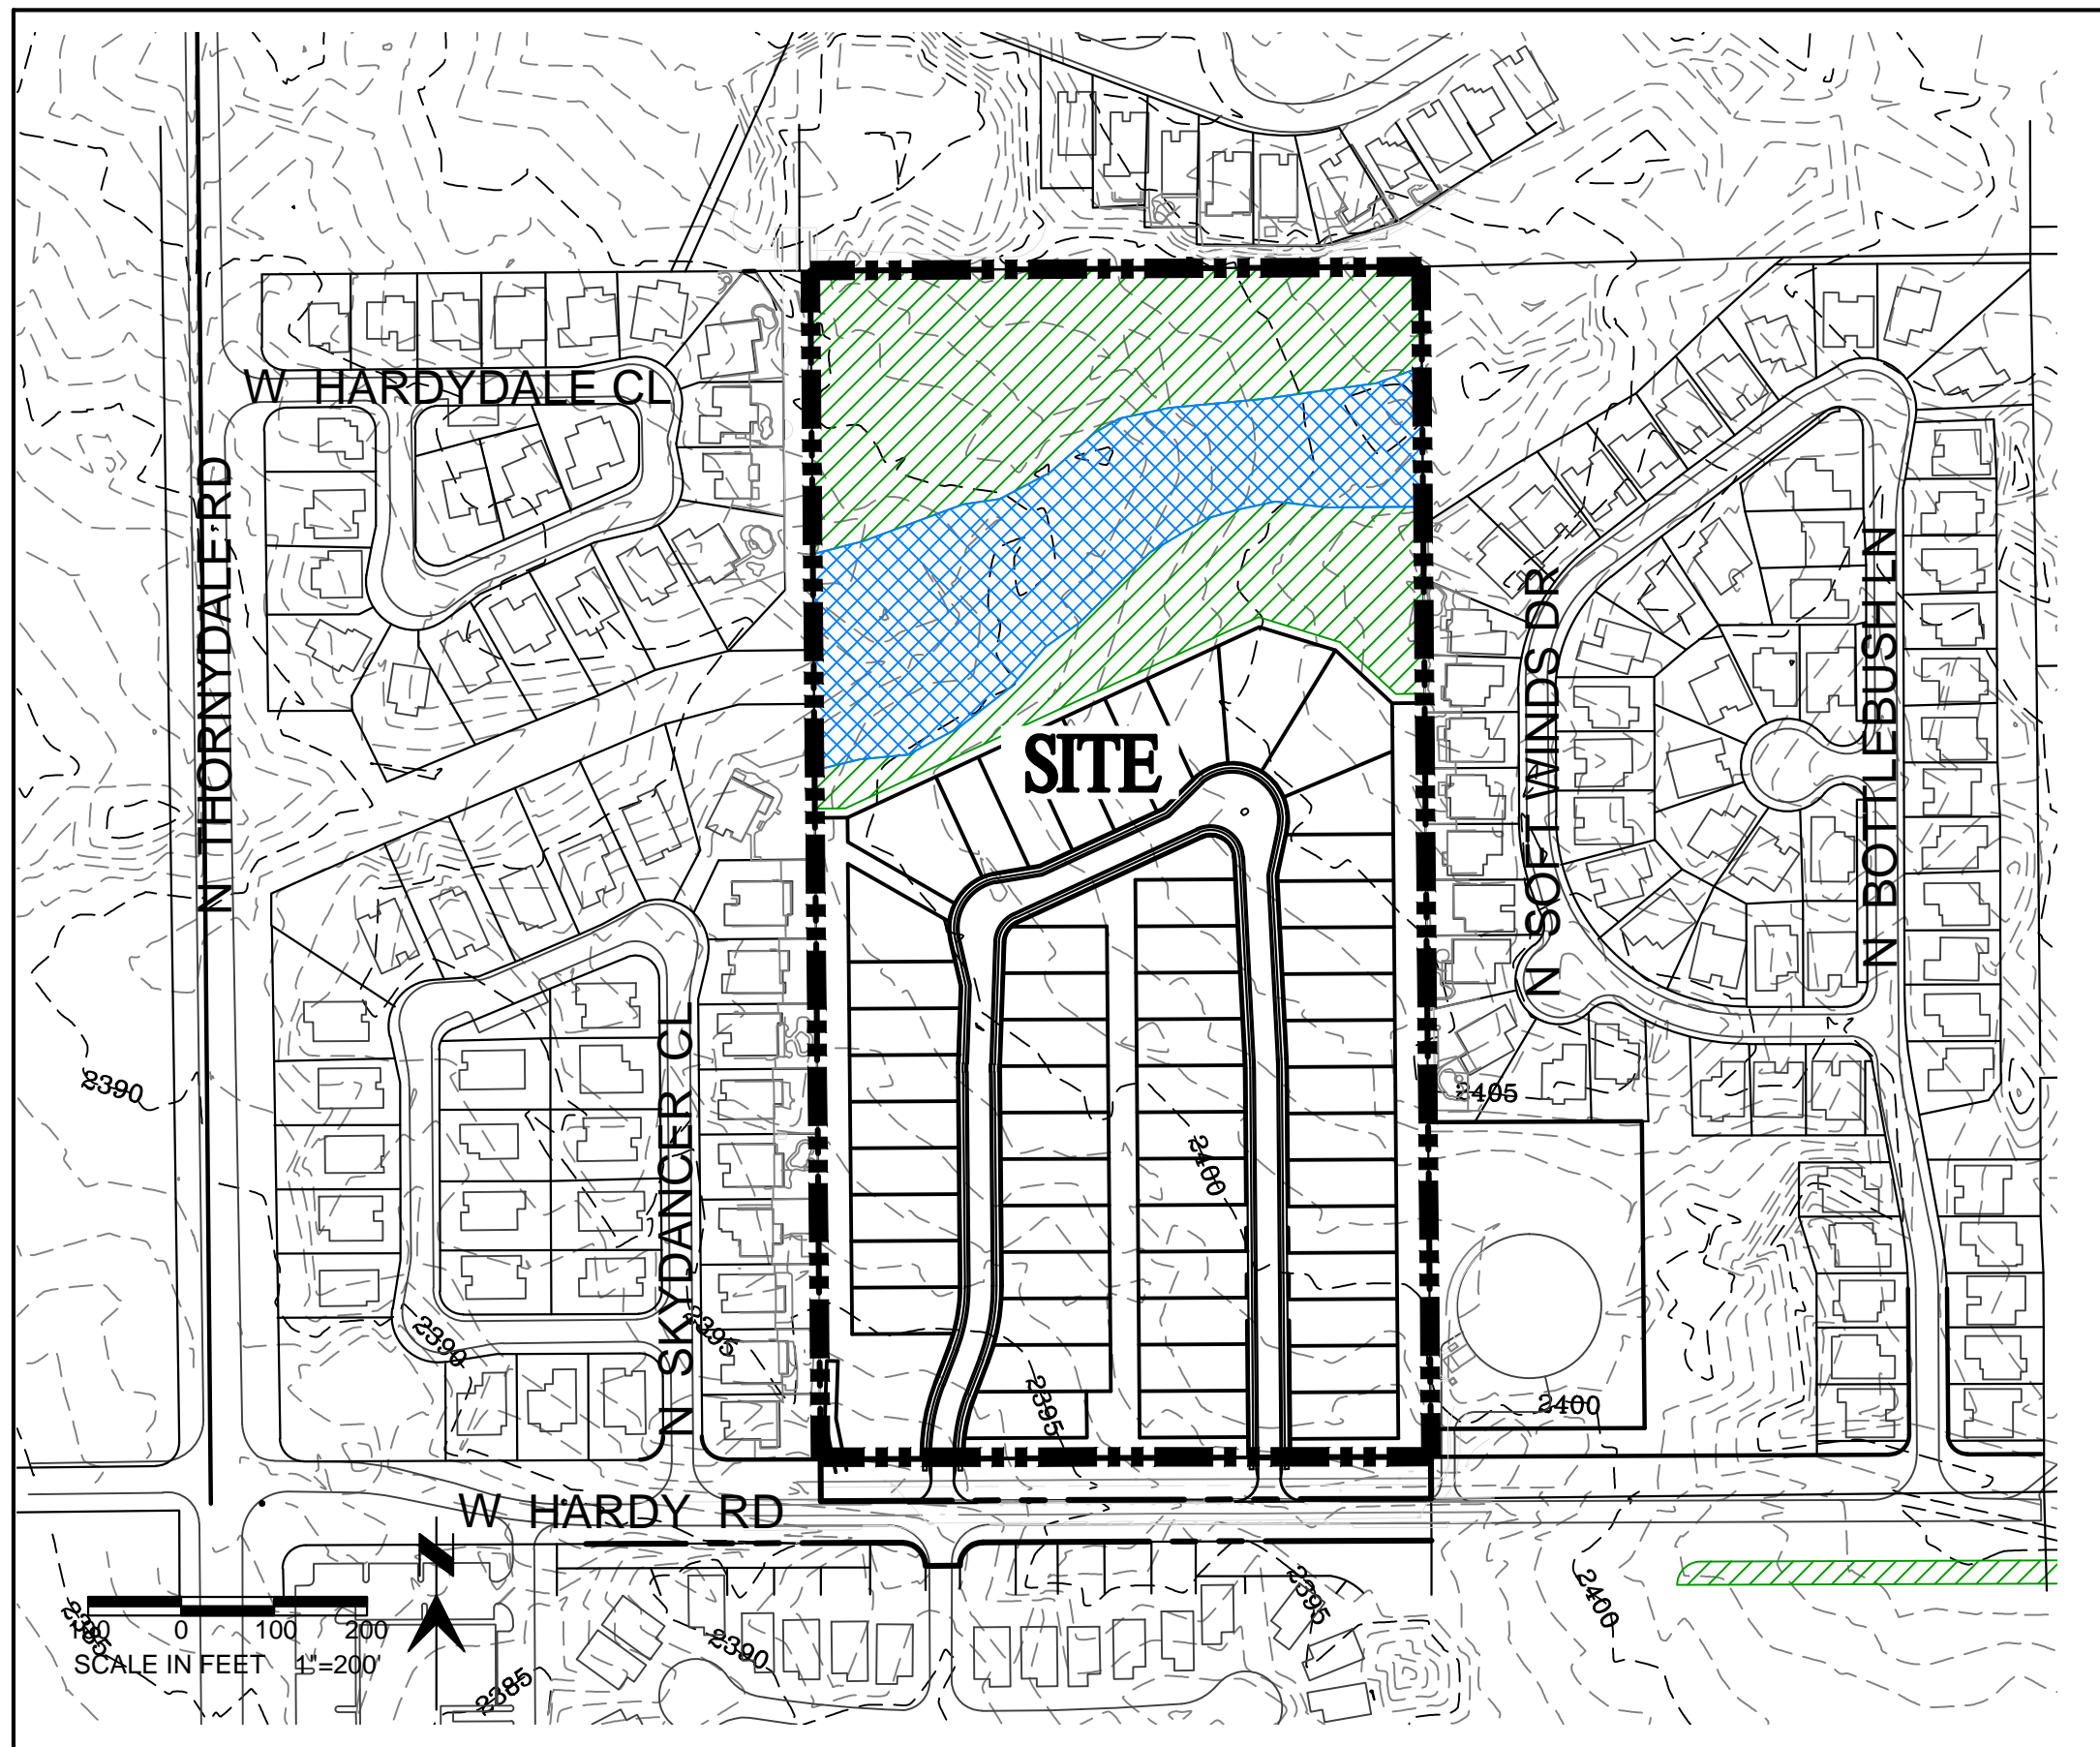 W HARDYDALE CL
N THORNYDALE RD
SITE
N SOFT WINDS DR
N BOTTLEBUSH LN
N SKYDANCER CL
2390
2405
2400
2390
2395
2395
2400
W HARDY RD
2395
2400
2385
100 0 100 200
SCALE IN FEET 1"=200'
2390
2385